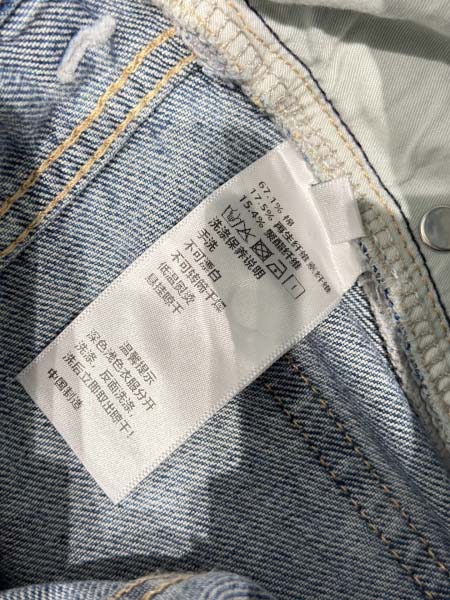 67.1% 棉
17.5% 再生纤维素纤维
15.4% 聚酯纤维
洗涤保养说明
手洗
不可漂白
不可转笼干燥
低温熨烫
悬挂晾干
温馨提示
深色浅色衣服分开
洗涤，反面洗涤
洗后立即取出晾干！
中国制造